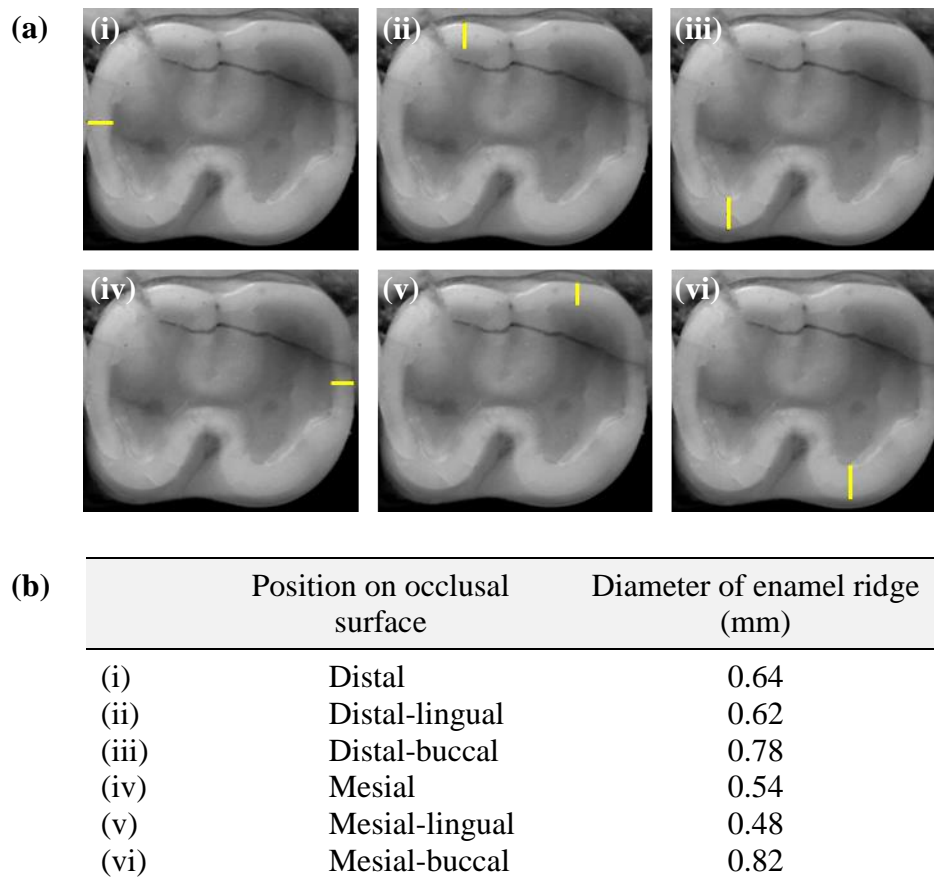 (a) (i) (ii) (iii)
(iv) (v) (vi)
(b) Position on occlusal surface Diameter of enamel ridge (mm)
(i) Distal 0.64
(ii) Distal-lingual 0.62
(iii) Distal-buccal 0.78
(iv) Mesial 0.54
(v) Mesial-lingual 0.48
(vi) Mesial-buccal 0.82